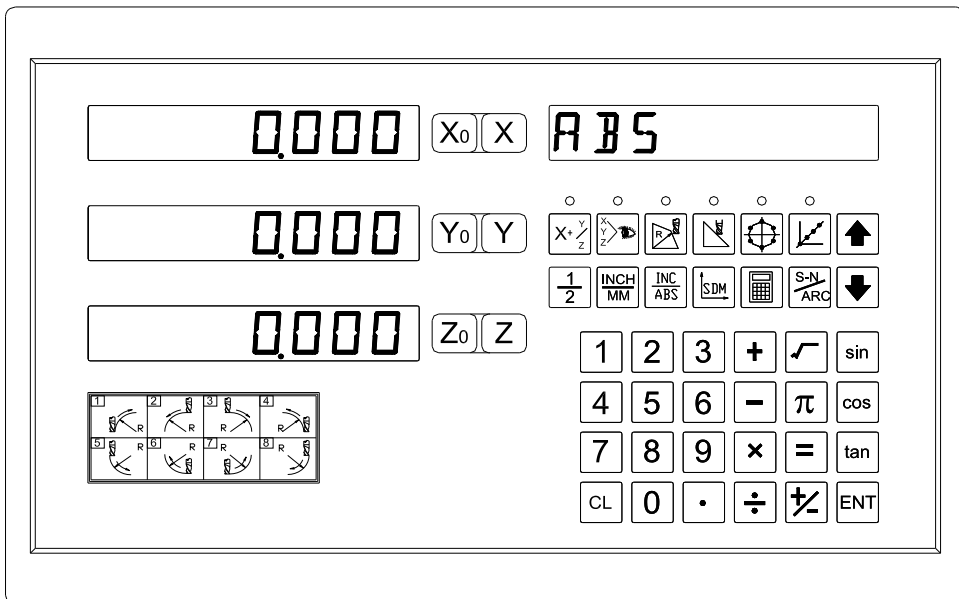 0.000 X0 X ABS
X+Y/Z X Y Z R
0.000 Y0 Y
1/2 INCH/MM INC/ABS SDM S-N/ARC
0.000 Z0 Z
1 2 3 + √ sin
4 5 6 - π cos
7 8 9 × = tan
CL 0 . ÷ +/- ENT
1 R 2 R 3 R 4 R
5 R 6 R 7 R 8 R